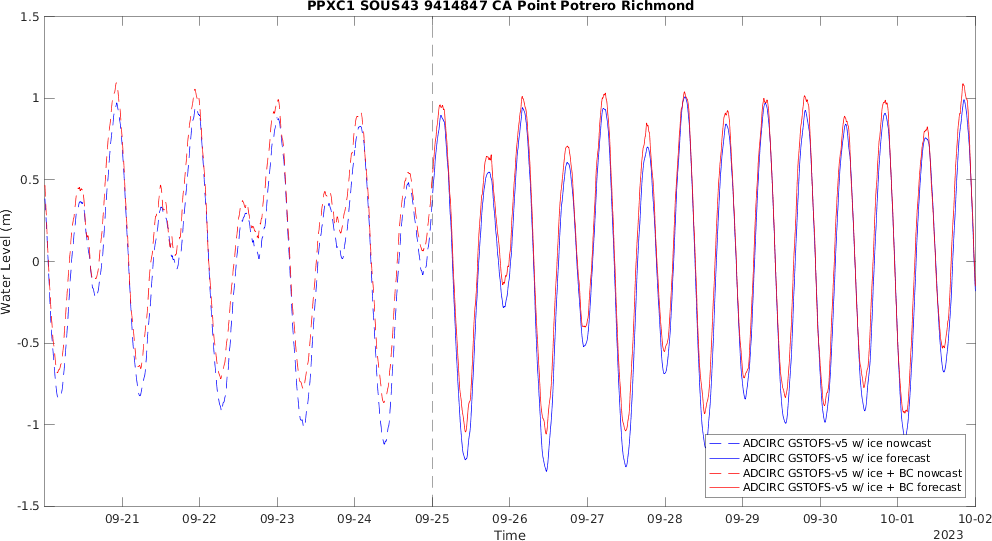 PPXC1 SOUS43 9414847 CA Point Potrero Richmond
1.5
1
0.5
0
-0.5
-1
-1.5
Water Level (m)
09-21 09-22 09-23 09-24 09-25 09-26 09-27 09-28 09-29 09-30 10-01 10-02
Time
2023
ADCIRC GSTOFS-v5 w/ ice nowcast
ADCIRC GSTOFS-v5 w/ ice forecast
ADCIRC GSTOFS-v5 w/ ice + BC nowcast
ADCIRC GSTOFS-v5 w/ ice + BC forecast